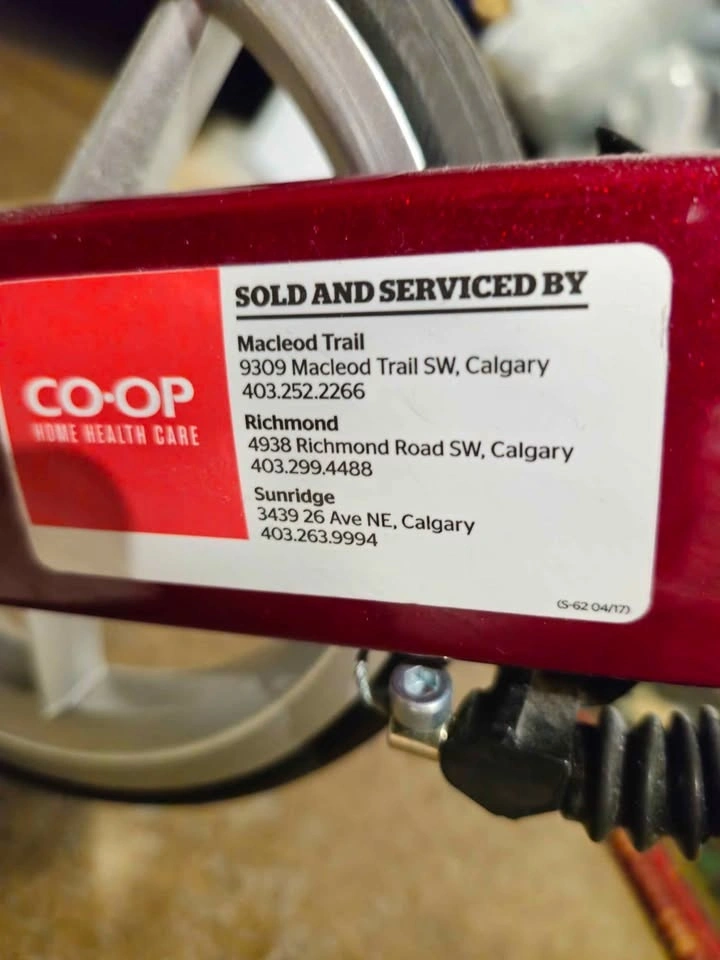 SOLD AND SERVICED BY
CO-OP
HOME HEALTH CARE
Macleod Trail
9309 Macleod Trail SW, Calgary
403.252.2266
Richmond
4938 Richmond Road SW, Calgary
403.299.4488
Sunridge
3439 26 Ave NE, Calgary
403.263.9994
(S-62 04/17)